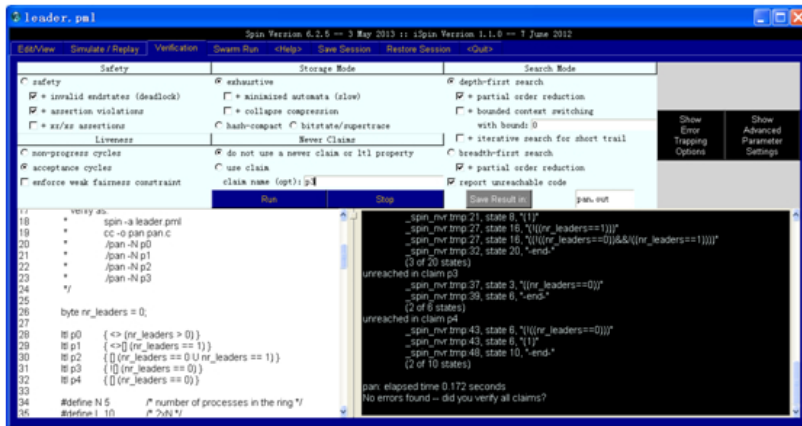 leader.pml
Spin Version 6.2.5 -- 3 May 2013 :: iSpin Version 1.1.0 -- 7 June 2012
Edit/View Simulate / Replay Verification Swarm Run <Help> Save Session Restore Session <Quit>
Safety Storage Mode Search Mode
safety exhaustive depth-first search
+ invalid endstates (deadlock) + minimized automata (slow) + partial order reduction
+ assertion violations + collapse compression + bounded context switching
+ xr/xs assertions hash-compact bitstate/supertrace with bound: 0
Liveness Never Claims + iterative search for short trail
non-progress cycles do not use a never claim or ltl property breadth-first search
acceptance cycles use claim + partial order reduction
enforce weak fairness constraint claim name (opt): p3 report unreachable code
Show Error Trapping Options
Show Advanced Parameter Settings
Run Stop Save Result in: pan.out
17 * verify as:
18 * spin -a leader.pml
19 * cc -o pan pan.c
20 * ./pan -N p0
21 * ./pan -N p1
22 * ./pan -N p2
23 * ./pan -N p3
24 */
25
26 byte nr_leaders = 0;
27
28 ltl p0 { <> (nr_leaders > 0) }
29 ltl p1 { <>[] (nr_leaders == 1) }
30 ltl p2 { [] (nr_leaders == 0 U nr_leaders == 1) }
31 ltl p3 { ![] (nr_leaders == 0) }
32 ltl p4 { [] (nr_leaders == 0) }
33
34 #define N 5 /* number of processes in the ring */
35 #define L 10 /* 2xN */
_spin_nvr.tmp:21, state 8, "(1)"
_spin_nvr.tmp:27, state 16, "(!((nr_leaders==1)))"
_spin_nvr.tmp:27, state 16, "((!((nr_leaders==0))&&!((nr_leaders==1))))"
_spin_nvr.tmp:32, state 20, "-end-"
(3 of 20 states)
unreached in claim p3
_spin_nvr.tmp:37, state 3, "((nr_leaders==0))"
_spin_nvr.tmp:39, state 6, "-end-"
(2 of 6 states)
unreached in claim p4
_spin_nvr.tmp:43, state 6, "(!((nr_leaders==0)))"
_spin_nvr.tmp:43, state 6, "(1)"
_spin_nvr.tmp:48, state 10, "-end-"
(2 of 10 states)
pan: elapsed time 0.172 seconds
No errors found -- did you verify all claims?